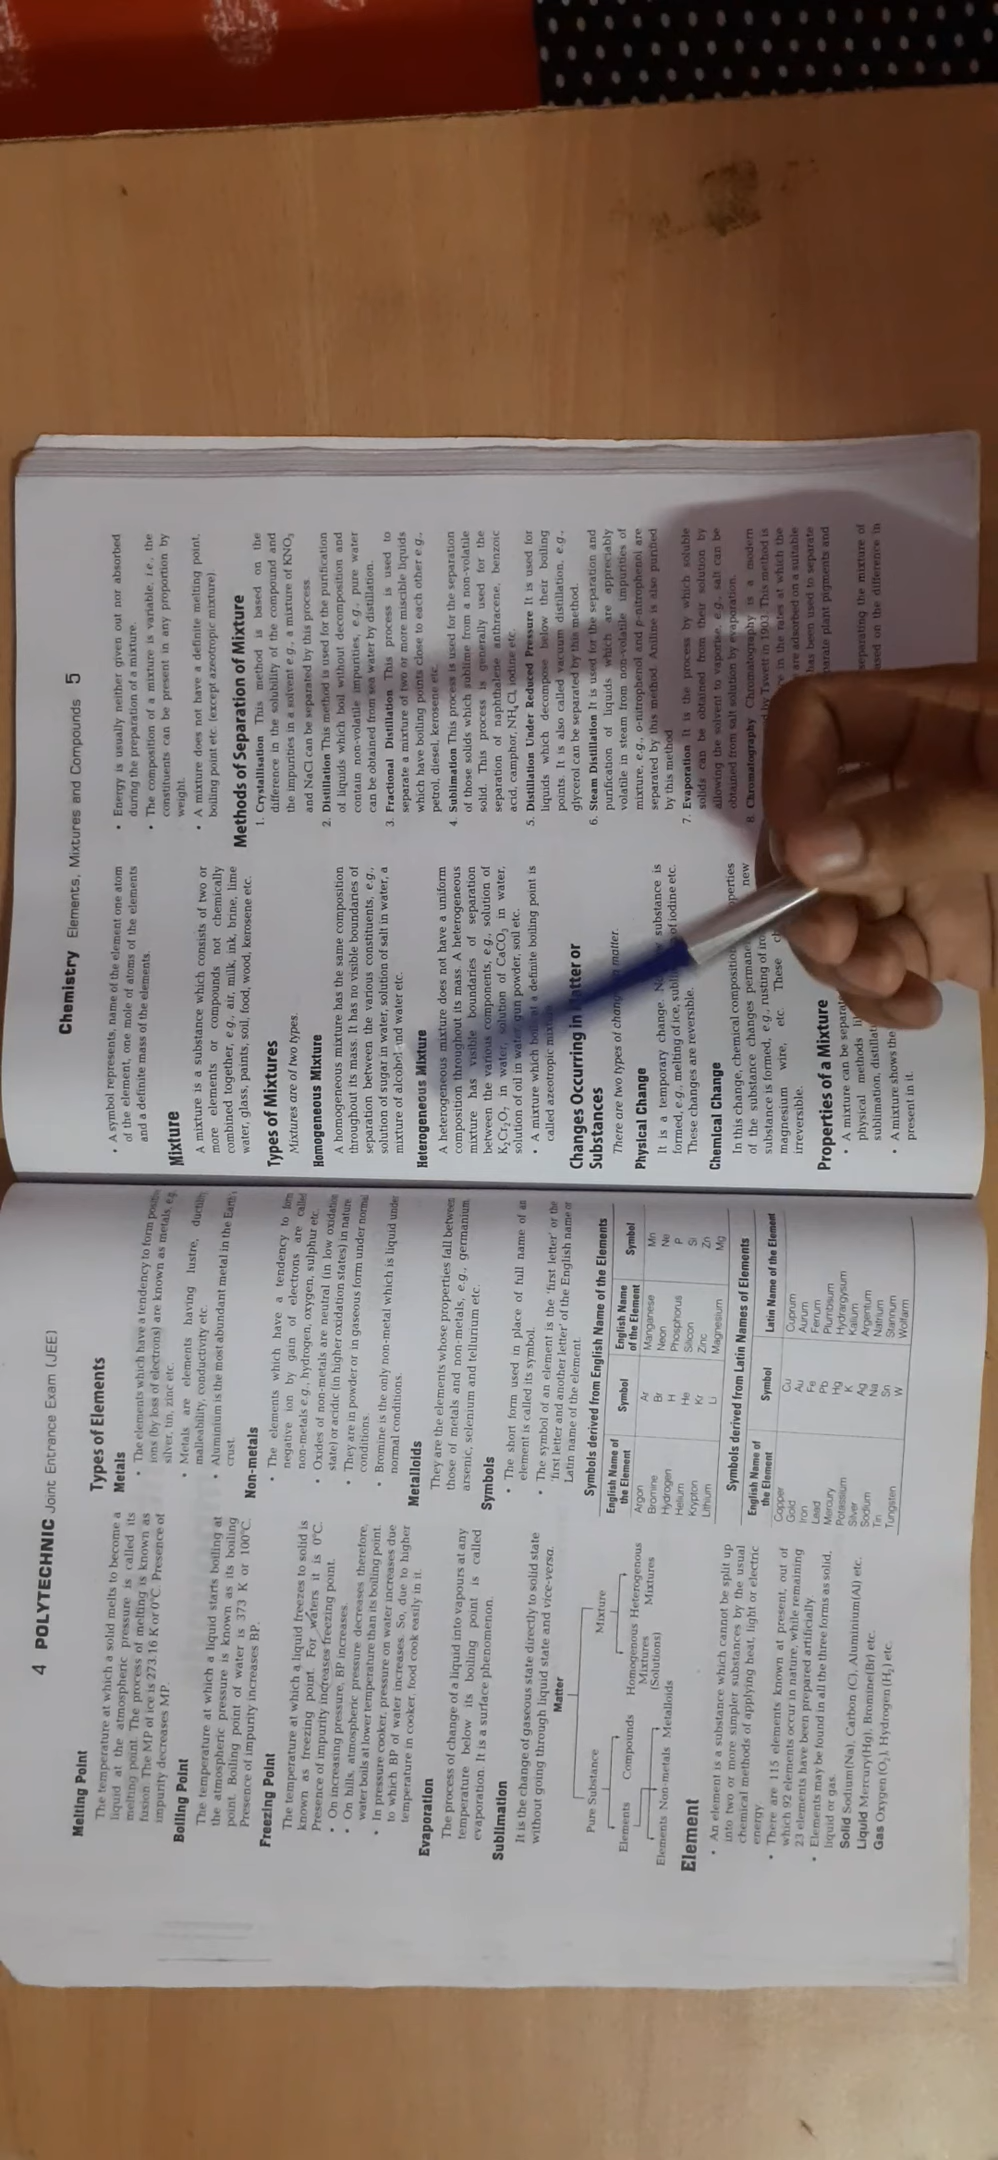 4 POLYTECHNIC Joint Entrance Exam (JEE)
Melting Point
The temperature at which a solid melts to become a
liquid at the atmospheric pressure is called its
melting point. The process of melting is known as
fusion. The MP of ice is 273.16 K or 0°C. Presence of
impurity decreases MP.
Boiling Point
The temperature at which a liquid starts boiling at
the atmospheric pressure is known as its boiling
point. Boiling point of water is 373 K or 100°C.
Presence of impurity increases BP.
Freezing Point
The temperature at which a liquid freezes to solid is
known as freezing point. For waters it is 0°C.
Presence of impurity increases freezing point.
• On increasing pressure, BP increases.
• On hills, atmospheric pressure decreases therefore,
water boils at lower temperature than its boiling point.
• In pressure cooker, pressure on water increases due
to which BP of water increases. So, due to higher
temperature in cooker, food cook easily in it.
Evaporation
The process of change of a liquid into vapours at any
temperature below its boiling point is called
evaporation. It is a surface phenomenon.
Sublimation
It is the change of gaseous state directly to solid state
without going through liquid state and vice-versa.
Matter
Pure Substance Mixture
Elements Compounds Homogenous Heterogenous
Mixtures Mixtures
(Solutions)
Elements Non-metals Metalloids
Element
• An element is a substance which cannot be split up
into two or more simpler substances by the usual
chemical methods of applying heat, light or electric
energy.
• There are 115 elements known at present, out of
which 92 elements occur in nature, while remaining
23 elements have been prepared artificially.
• Elements may be found in all the three forms as solid,
liquid or gas.
Solid Sodium(Na), Carbon (C), Aluminium(Al) etc.
Liquid Mercury(Hg), Bromine(Br) etc.
Gas Oxygen (O2), Hydrogen (H2) etc.
Types of Elements
Metals
• The elements which have a tendency to form
ions (by loss of electrons) are known as metals, e.g.
silver, tin, zinc etc.
• Metals are elements having lustre,
malleability, conductivity etc.
• Aluminium is the most abundant metal in the Earth's
crust.
Non-metals
• The elements which have a tendency to form
negative ion by gain of electrons are called
non-metals e.g., hydrogen, oxygen, sulphur etc.
• Oxides of non-metals are neutral (in low oxidation
state) or acidic (in higher oxidation states) in nature
• They are in powder or in gaseous form under normal
conditions.
• Bromine is the only non-metal which is liquid under
normal conditions.
Metalloids
They are the elements whose properties fall between
those of metals and non-metals, e.g., germanium,
arsenic, selenium and tellurium etc.
Symbols
• The short form used in place of full name of an
element is called its symbol.
• The symbol of an element is the 'first letter' or the
'first letter and another letter' of the English name or
Latin name of the element.
Symbols derived from English Name of the Elements
English Name of the Element Symbol English Name of the Element Symbol
Argon Ar Manganese Mn
Bromine Br Neon Ne
Hydrogen H Phosphorus P
Helium He Silicon Si
Krypton Kr Zinc Zn
Lithium Li Magnesium Mg
Symbols derived from Latin Names of Elements
English Name of the Element Symbol Latin Name of the Element
Copper Cu Cuprum
Gold Au Aurum
Iron Fe Ferrum
Lead Pb Plumbium
Mercury Hg Hydrargysum
Potassium K Kalium
Silver Ag Argentum
Sodium Na Natrium
Tin Sn Stannum
Tungsten W Wolfarm
Chemistry Elements, Mixtures and Compounds 5
• A symbol represents, name of the element one atom
of the element, one mole of atoms of the elements
and a definite mass of the elements.
Mixture
A mixture is a substance which consists of two or
more elements or compounds not chemically
combined together, e.g., air, milk, ink, brine, lime
water, glass, paints, soil, food, wood, kerosene etc.
Types of Mixtures
Mixtures are of two types.
Homogeneous Mixture
A homogeneous mixture has the same composition
throughout its mass. It has no visible boundaries of
separation between the various constituents, e.g.,
solution of sugar in water, solution of salt in water, a
mixture of alcohol and water etc.
Heterogeneous Mixture
A heterogeneous mixture does not have a uniform
composition throughout its mass. A heterogeneous
mixture has visible boundaries of separation
between the various components, e.g., solution of
K2Cr2O7 in water, solution of CaCO3 in water,
solution of oil in water, gun powder, soil etc.
• A mixture which boils at a definite boiling point is
called azeotropic mixture.
Changes Occurring in Matter or
Substances
There are two types of change in matter.
Physical Change
It is a temporary change. substance is
formed, e.g., melting of ice, of iodine etc.
These changes are reversible.
Chemical Change
In this change, chemical composition properties
of the substance changes new
substance is formed, e.g., rusting of
magnesium wire, etc. These
irreversible.
Properties of a Mixture
• A mixture can be
physical methods
sublimation,
• A mixture shows the
present in it.
• Energy is usually neither given out nor absorbed
during the preparation of a mixture.
• The composition of a mixture is variable, i.e., the
constituents can be present in any proportion by
weight.
• A mixture does not have a definite melting point,
boiling point etc. (except azeotropic mixture)
Methods of Separation of Mixture
1. Crystallisation This method is based on the
difference in the solubility of the compound and
the impurities in a solvent e.g., a mixture of KNO3
and NaCl can be separated by this process.
2. Distillation This method is used for the purification
of liquids which boil without decomposition and
contain non-volatile impurities, e.g., pure water
can be obtained from sea water by distillation.
3. Fractional Distillation This process is used to
separate a mixture of two or more miscible liquids
which have boiling points close to each other e.g.,
petrol, diesel, kerosene etc.
4. Sublimation This process is used for the separation
of those solids which sublime from a non-volatile
solid. This process is generally used for the
separation of naphthalene anthracene, benzoic
acid, camphor, NH4Cl, iodine etc.
5. Distillation Under Reduced Pressure It is used for
liquids which decompose below their boiling
points. It is also called vacuum distillation. e.g.,
glycerol can be separated by this method.
6. Steam Distillation It is used for the separation and
purification of liquids which are appreciably
volatile in steam from non-volatile impurities of
mixture, e.g., o-nitrophenol and p-nitrophenol are
separated by this method. Aniline is also purified
by this method.
7. Evaporation It is the process by which soluble
solids can be obtained from their solution by
allowing the solvent to vaporise, e.g., salt can be
obtained from salt solution by evaporation.
8. Chromatography Chromatography is a modern
by Tswett in 1903. This method is
in the rates at which the
are adsorbed on a suitable
has been used to separate
plant pigments and
separating the mixture of
based on the difference in